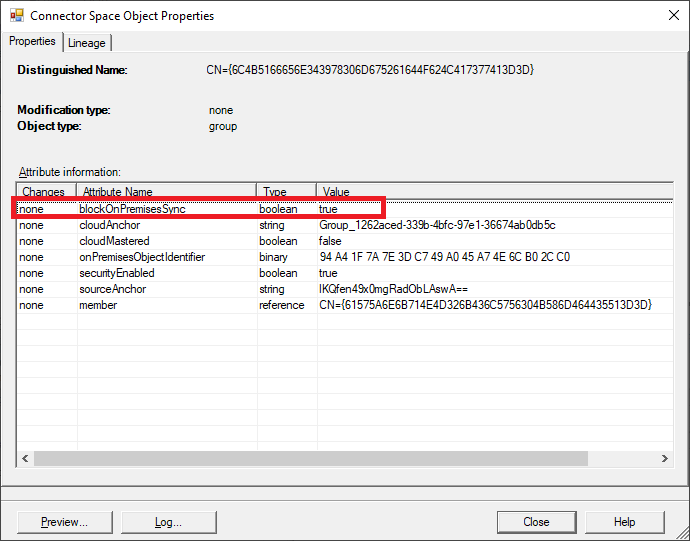 Connector Space Object Properties
Properties
Lineage
Distinguished Name: CN={6C4B5166656E343978306D675261644F624C417377413D3D}
Modification type: none
Object type: group
Attribute information:
Changes Attribute Name Type Value
none blockOnPremisesSync boolean true
none cloudAnchor string Group_1262aced-339b-4bfc-97e1-36674ab0db5c
none cloudMastered boolean false
none onPremisesObjectIdentifier binary 94 A4 1F 7A 7E 3D C7 49 A0 45 A7 4E 6C B0 2C C0
none securityEnabled boolean true
none sourceAnchor string lKQfen49x0mgRadObLAswA==
none member reference CN={61575A6E6B714E4D326B436C5756304B586D464435513D3D}
Preview... Log... Close Help